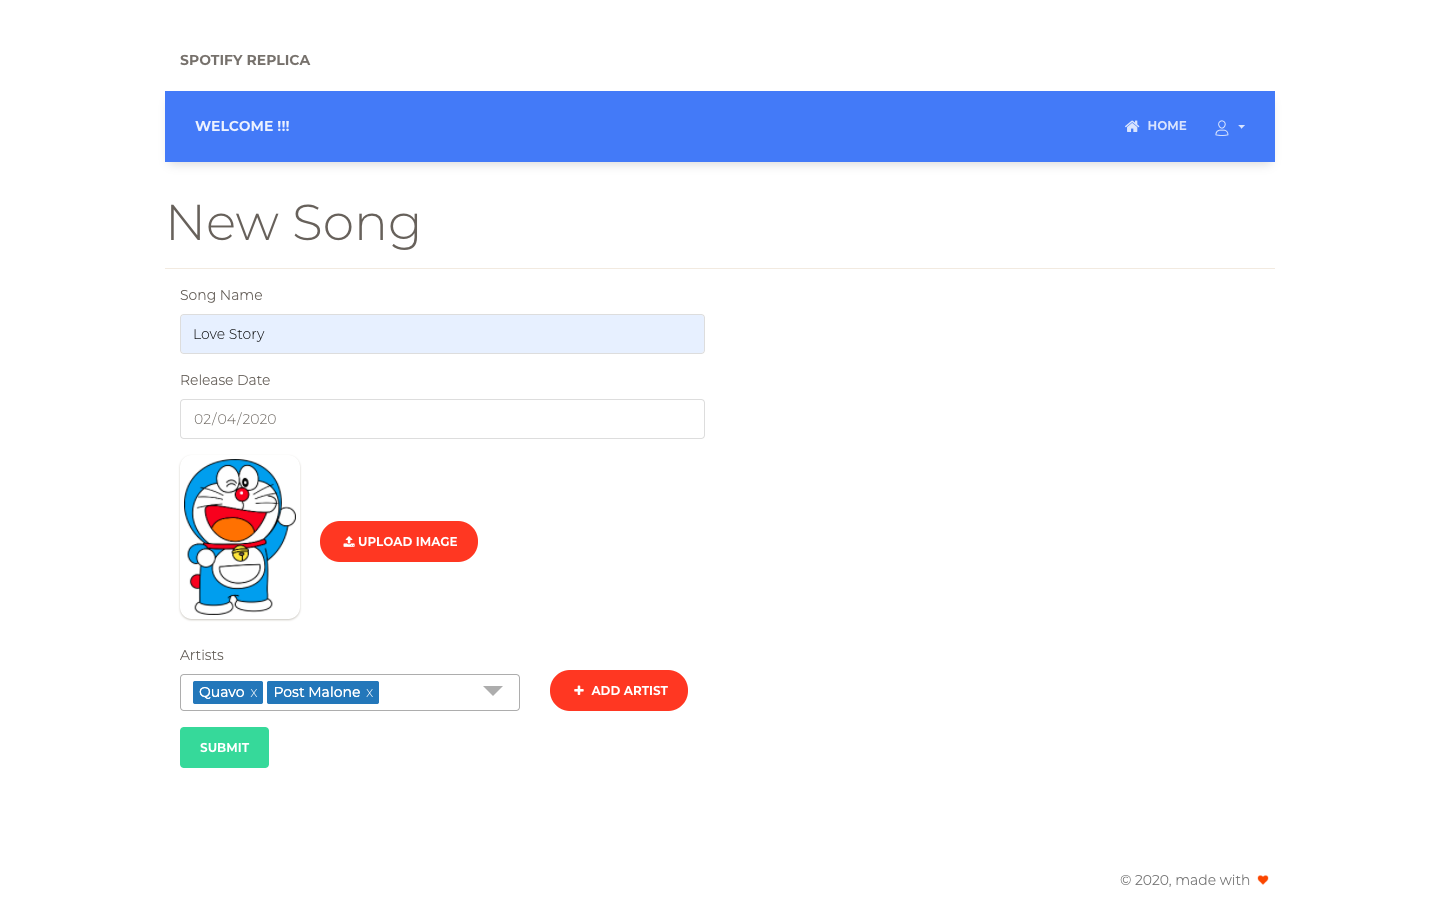 SPOTIFY REPLICA
WELCOME !!! HOME
New Song
Song Name
Love Story
Release Date
02/04/2020
UPLOAD IMAGE
Artists
Quavo x Post Malone x ADD ARTIST
SUBMIT
© 2020, made with